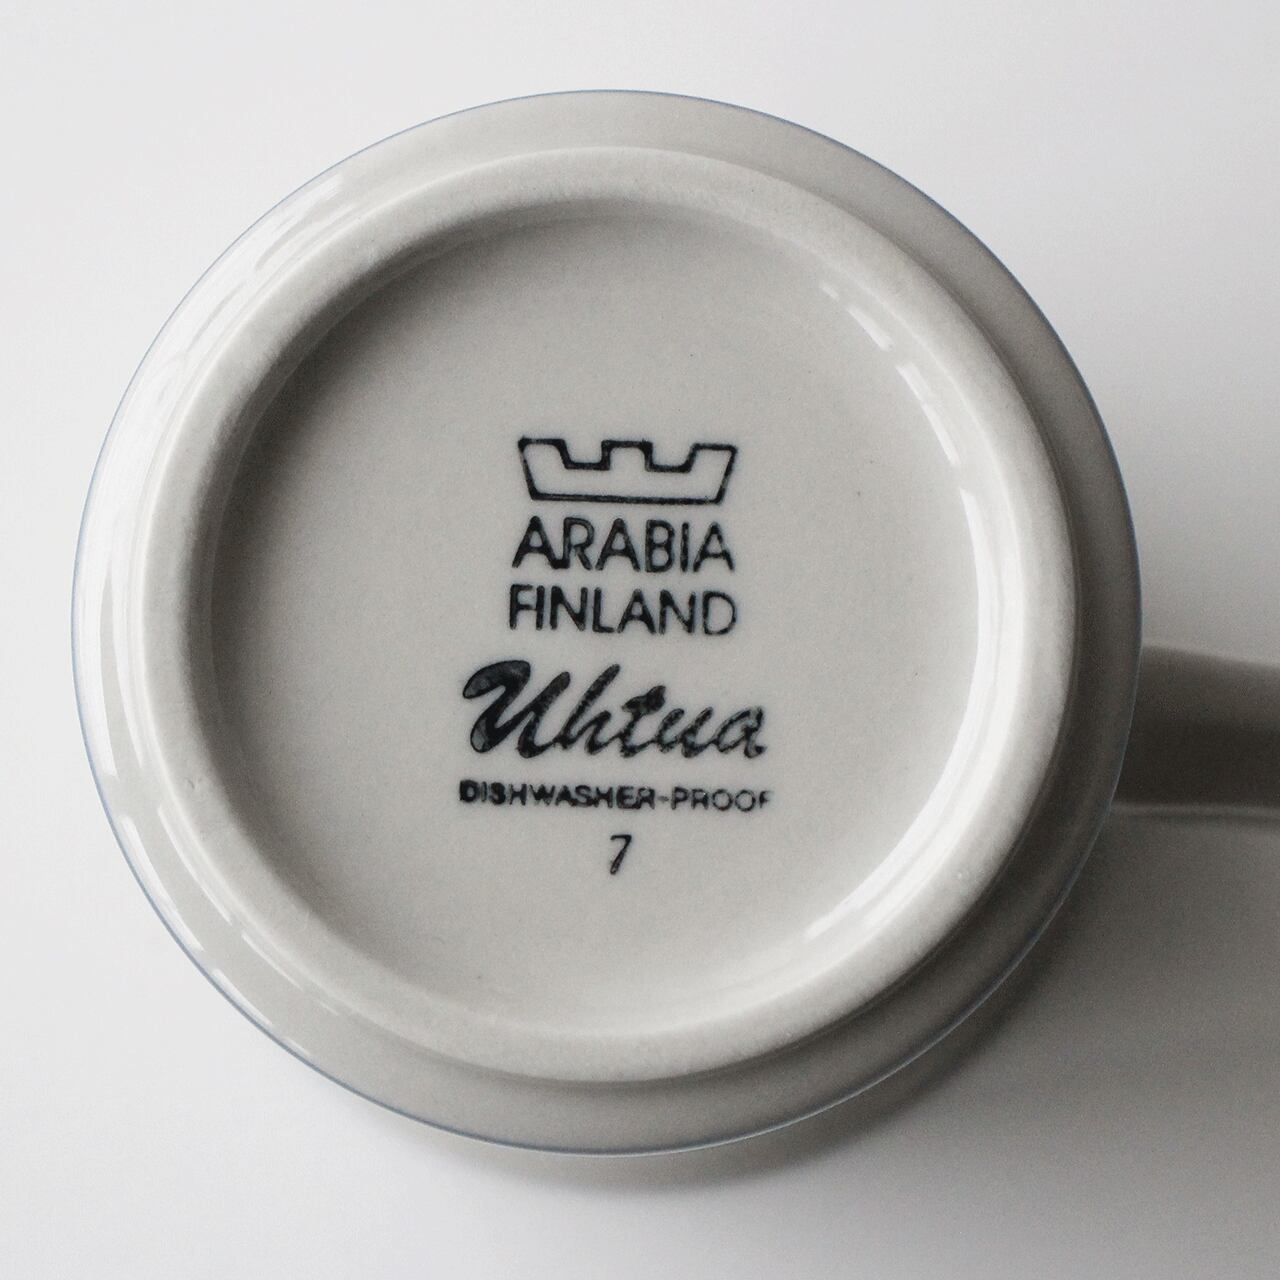 ARABIA
FINLAND
Uhtua
DISHWASHER-PROOF
7